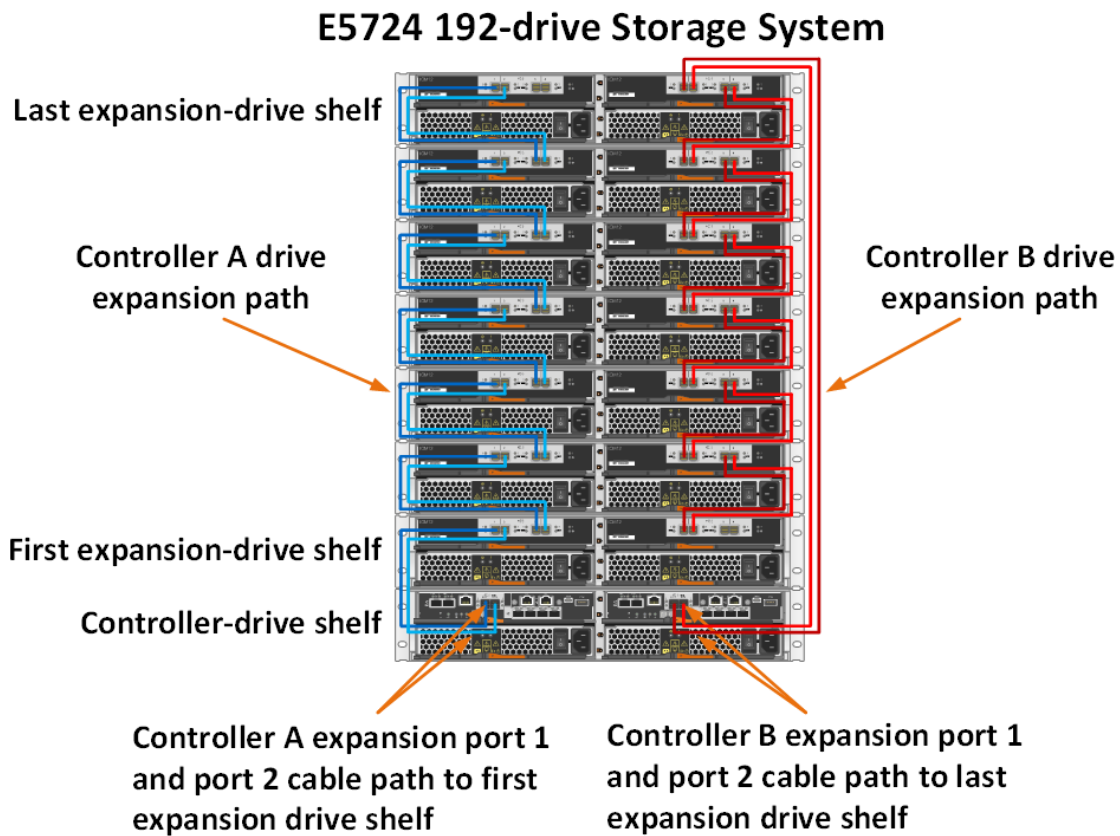 E5724 192-drive Storage System
Last expansion-drive shelf
Controller A drive
expansion path
Controller B drive
expansion path
First expansion-drive shelf
Controller-drive shelf
Controller A expansion port 1
and port 2 cable path to first
expansion drive shelf
Controller B expansion port 1
and port 2 cable path to last
expansion drive shelf